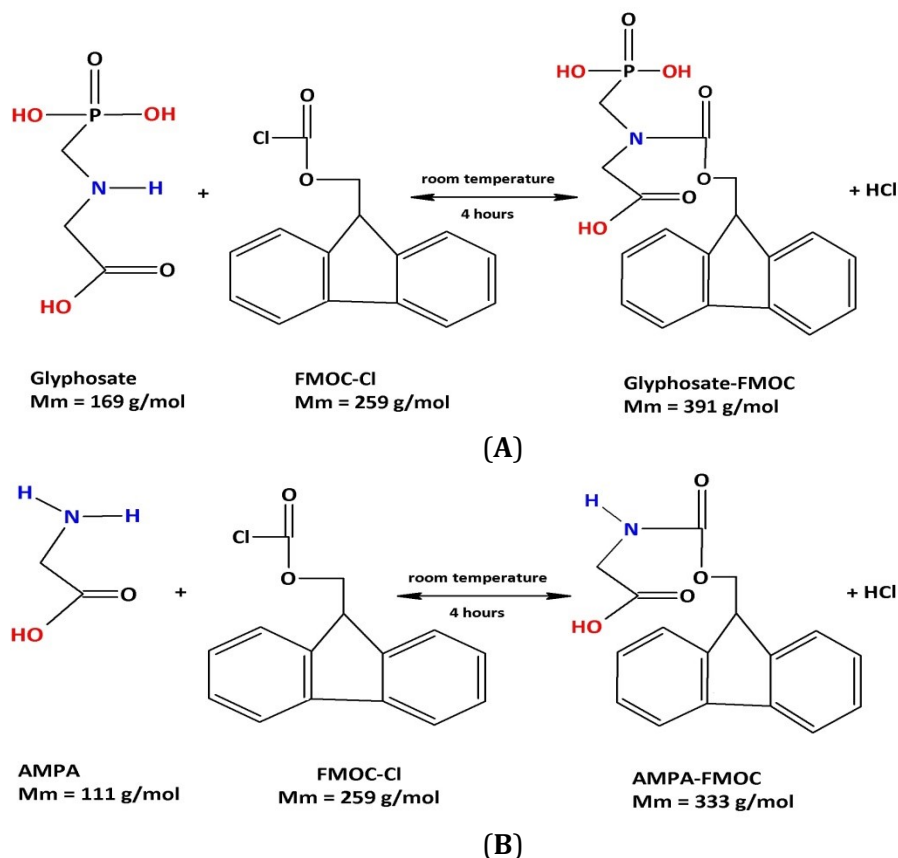 O
HO P OH
N H
O
HO
+
O
Cl
O
room temperature
4 hours
O
HO P OH
O
N
O
O
HO
+ HCl
Glyphosate
Mm = 169 g/mol
FMOC-Cl
Mm = 259 g/mol
Glyphosate-FMOC
Mm = 391 g/mol
(A)
H
N H
O
HO
+
O
Cl
O
room temperature
4 hours
O
H
N
O
O
HO
+ HCl
AMPA
Mm = 111 g/mol
FMOC-Cl
Mm = 259 g/mol
AMPA-FMOC
Mm = 333 g/mol
(B)